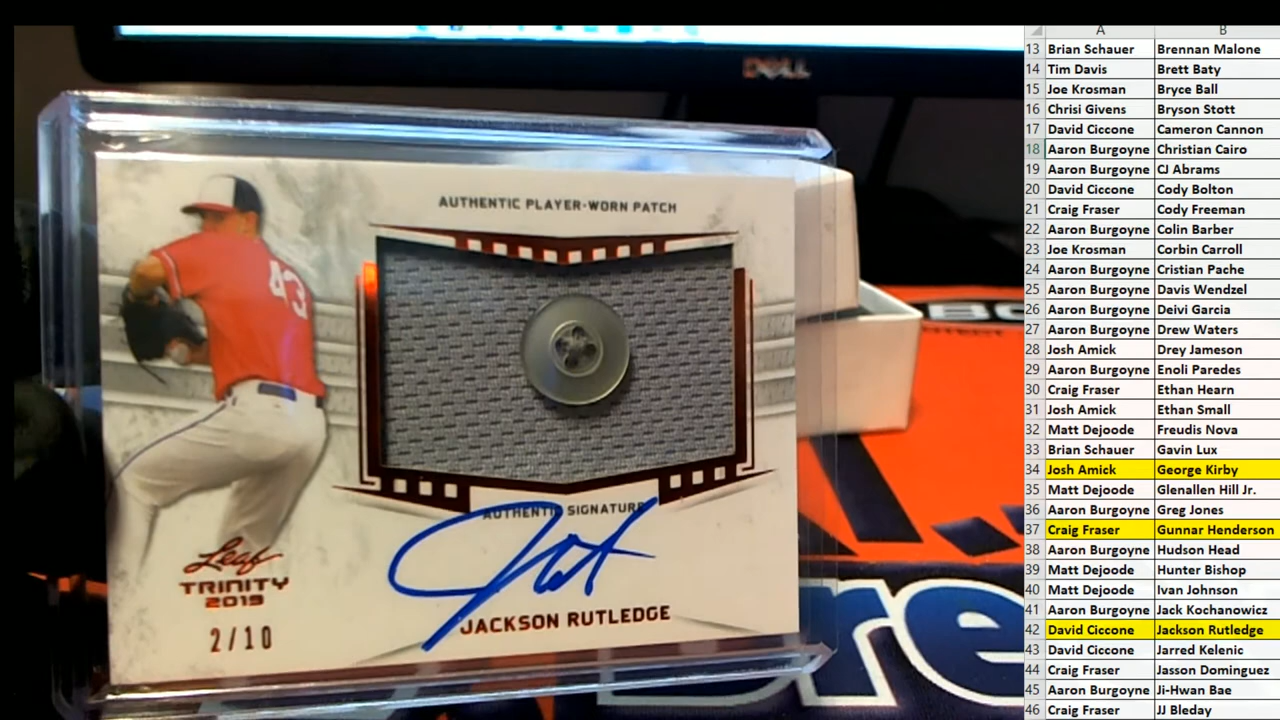 DELL
AUTHENTIC PLAYER-WORN PATCH
43
AUTHENTIC SIGNATURE
Leaf
TRINITY
2019
2/10
JACKSON RUTLEDGE
re
A B
13 Brian Schauer Brennan Malone
14 Tim Davis Brett Baty
15 Joe Krosman Bryce Ball
16 Chrisi Givens Bryson Stott
17 David Ciccone Cameron Cannon
18 Aaron Burgoyne Christian Cairo
19 Aaron Burgoyne CJ Abrams
20 David Ciccone Cody Bolton
21 Craig Fraser Cody Freeman
22 Aaron Burgoyne Colin Barber
23 Joe Krosman Corbin Carroll
24 Aaron Burgoyne Cristian Pache
25 Aaron Burgoyne Davis Wendzel
26 Aaron Burgoyne Deivi Garcia
27 Aaron Burgoyne Drew Waters
28 Josh Amick Drey Jameson
29 Aaron Burgoyne Enoli Paredes
30 Craig Fraser Ethan Hearn
31 Josh Amick Ethan Small
32 Matt Dejoode Freudis Nova
33 Brian Schauer Gavin Lux
34 Josh Amick George Kirby
35 Matt Dejoode Glenallen Hill Jr.
36 Aaron Burgoyne Greg Jones
37 Craig Fraser Gunnar Henderson
38 Aaron Burgoyne Hudson Head
39 Matt Dejoode Hunter Bishop
40 Matt Dejoode Ivan Johnson
41 Aaron Burgoyne Jack Kochanowicz
42 David Ciccone Jackson Rutledge
43 David Ciccone Jarred Kelenic
44 Craig Fraser Jasson Dominguez
45 Aaron Burgoyne Ji-Hwan Bae
46 Craig Fraser JJ Bleday